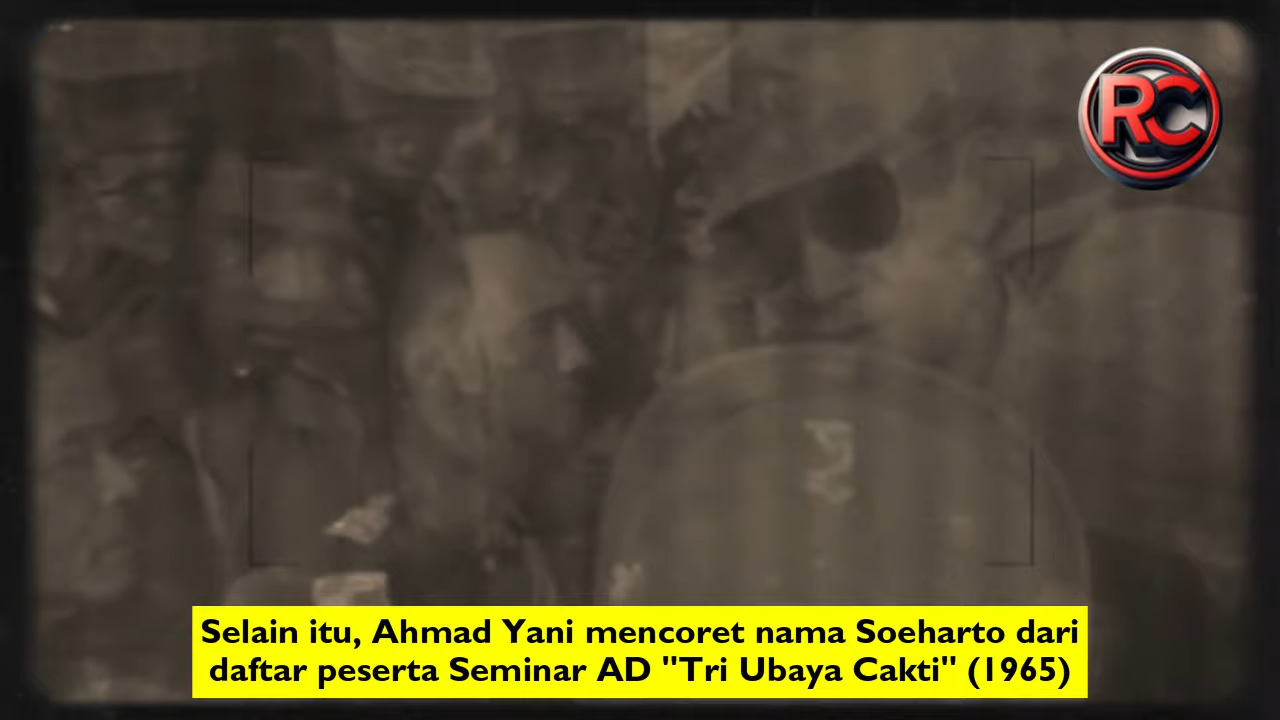 RC
Selain itu, Ahmad Yani mencoret nama Soeharto dari
daftar peserta Seminar AD "Tri Ubaya Cakti" (1965)